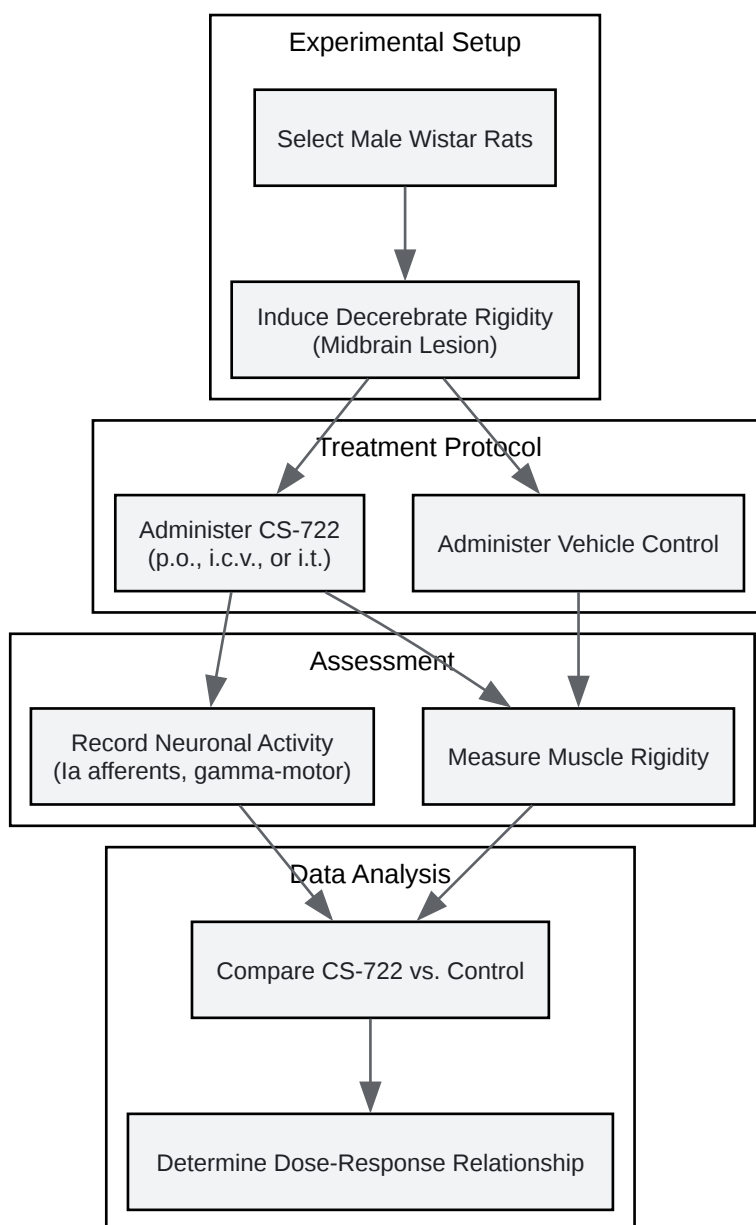 Experimental Setup
Select Male Wistar Rats
Induce Decerebrate Rigidity
(Midbrain Lesion)
Treatment Protocol
Administer CS-722
(p.o., i.c.v., or i.t.)
Administer Vehicle Control
Assessment
Record Neuronal Activity
(Ia afferents, gamma-motor)
Measure Muscle Rigidity
Data Analysis
Compare CS-722 vs. Control
Determine Dose-Response Relationship